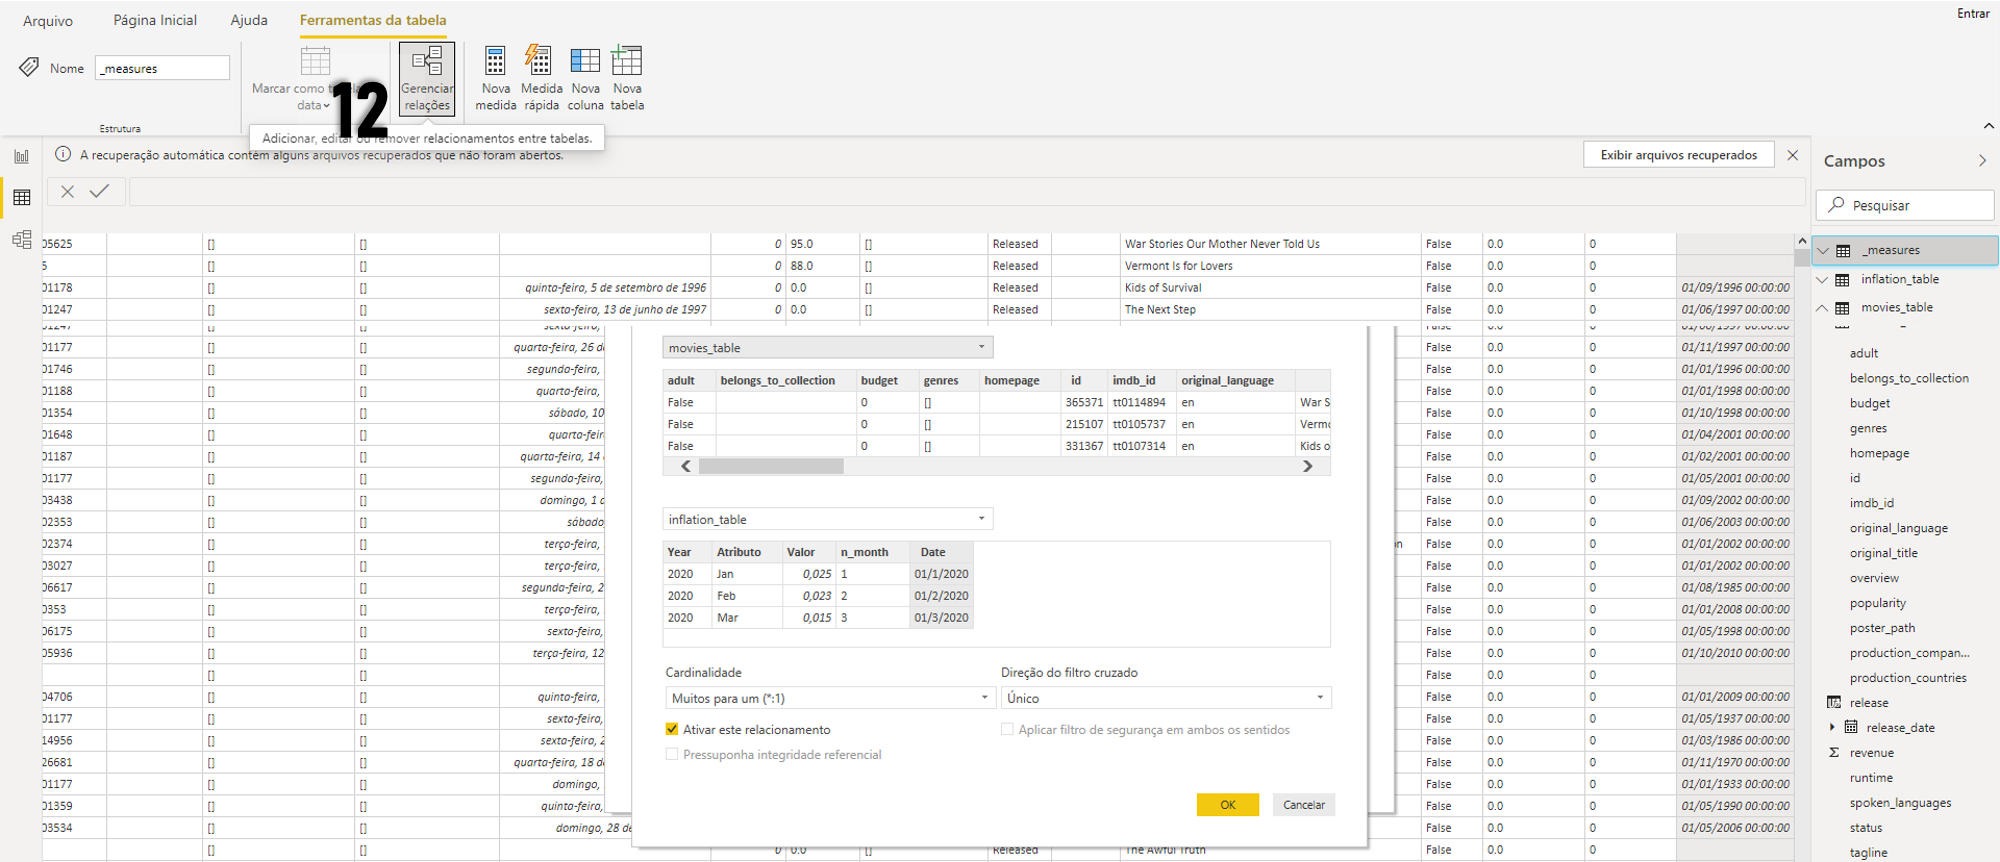 Arquivo Página Inicial Ajuda Ferramentas da tabela Entrar
Nome _measures
Marcar como
data
Gerenciar
relações
Nova
medida
Medida
rápida
Nova
coluna
Nova
tabela
Estrutura
12
Adicionar, editar ou remover relacionamentos entre tabelas.
A recuperação automática contém alguns arquivos recuperados que não foram abertos.
Exibir arquivos recuperados
05625 [] [] 0 95.0 [] Released War Stories Our Mother Never Told Us False 0.0 0
5 [] [] 0 88.0 [] Released Vermont Is for Lovers False 0.0 0
01178 [] [] quinta-feira, 5 de setembro de 1996 0 0.0 [] Released Kids of Survival False 0.0 0 01/09/1996 00:00:00
01247 [] [] sexta-feira, 13 de junho de 1997 0 0.0 [] Released The Next Step False 0.0 0 01/06/1997 00:00:00
01177 [] [] quarta-feira, 26 de False 0.0 0 01/11/1997 00:00:00
01746 [] [] segunda-feira, False 0.0 0 01/01/1996 00:00:00
01188 [] [] quarta-feira, False 0.0 0 01/01/1998 00:00:00
01354 [] [] sábado, 10 False 0.0 0 01/10/1998 00:00:00
01648 [] [] quarta-feir False 0.0 0 01/04/2001 00:00:00
01187 [] [] quarta-feira, 14 False 0.0 0 01/02/2001 00:00:00
01177 [] [] segunda-feira, False 0.0 0 01/05/2001 00:00:00
03438 [] [] domingo, 1 False 0.0 0 01/09/2002 00:00:00
02353 [] [] sábado, False 0.0 0 01/06/2003 00:00:00
02374 [] [] terça-feira, on False 0.0 0 01/01/2002 00:00:00
03027 [] [] terça-feira, False 0.0 0 01/01/2002 00:00:00
06617 [] [] segunda-feira, 2 False 0.0 0 01/08/1985 00:00:00
0353 [] [] terça-feira, False 0.0 0 01/01/2008 00:00:00
06175 [] [] sexta-feira, False 0.0 0 01/05/1998 00:00:00
05936 [] [] terça-feira, 12 False 0.0 0 01/10/2010 00:00:00
[] [] False 0.0 0
04706 [] [] quinta-feira, False 0.0 0 01/01/2009 00:00:00
01177 [] [] sexta-feira, False 0.0 0 01/05/1937 00:00:00
14956 [] [] sexta-feira, 2 False 0.0 0 01/03/1986 00:00:00
26681 [] [] quarta-feira, 18 de False 0.0 0 01/11/1970 00:00:00
01177 [] [] domingo, False 0.0 0 01/01/1933 00:00:00
01359 [] [] quinta-feira, False 0.0 0 01/05/1990 00:00:00
03534 [] [] domingo, 28 de False 0.0 0 01/05/2006 00:00:00
[] [] 0 0.0 [] Released The Awful Truth False 0.0 0
movies_table
adult belongs_to_collection budget genres homepage id imdb_id original_language
False 0 [] 365371 tt0114894 en War S
False 0 [] 215107 tt0105737 en Vermo
False 0 [] 331367 tt0107314 en Kids o
inflation_table
Year Atributo Valor n_month Date
2020 Jan 0,025 1 01/1/2020
2020 Feb 0,023 2 01/2/2020
2020 Mar 0,015 3 01/3/2020
Cardinalidade Direção do filtro cruzado
Muitos para um (*:1) Único
Ativar este relacionamento Aplicar filtro de segurança em ambos os sentidos
Pressuponha integridade referencial
OK Cancelar
Campos
Pesquisar
_measures
inflation_table
movies_table
adult
belongs_to_collection
budget
genres
homepage
id
imdb_id
original_language
original_title
overview
popularity
poster_path
production_compan...
production_countries
release
release_date
revenue
runtime
spoken_languages
status
tagline